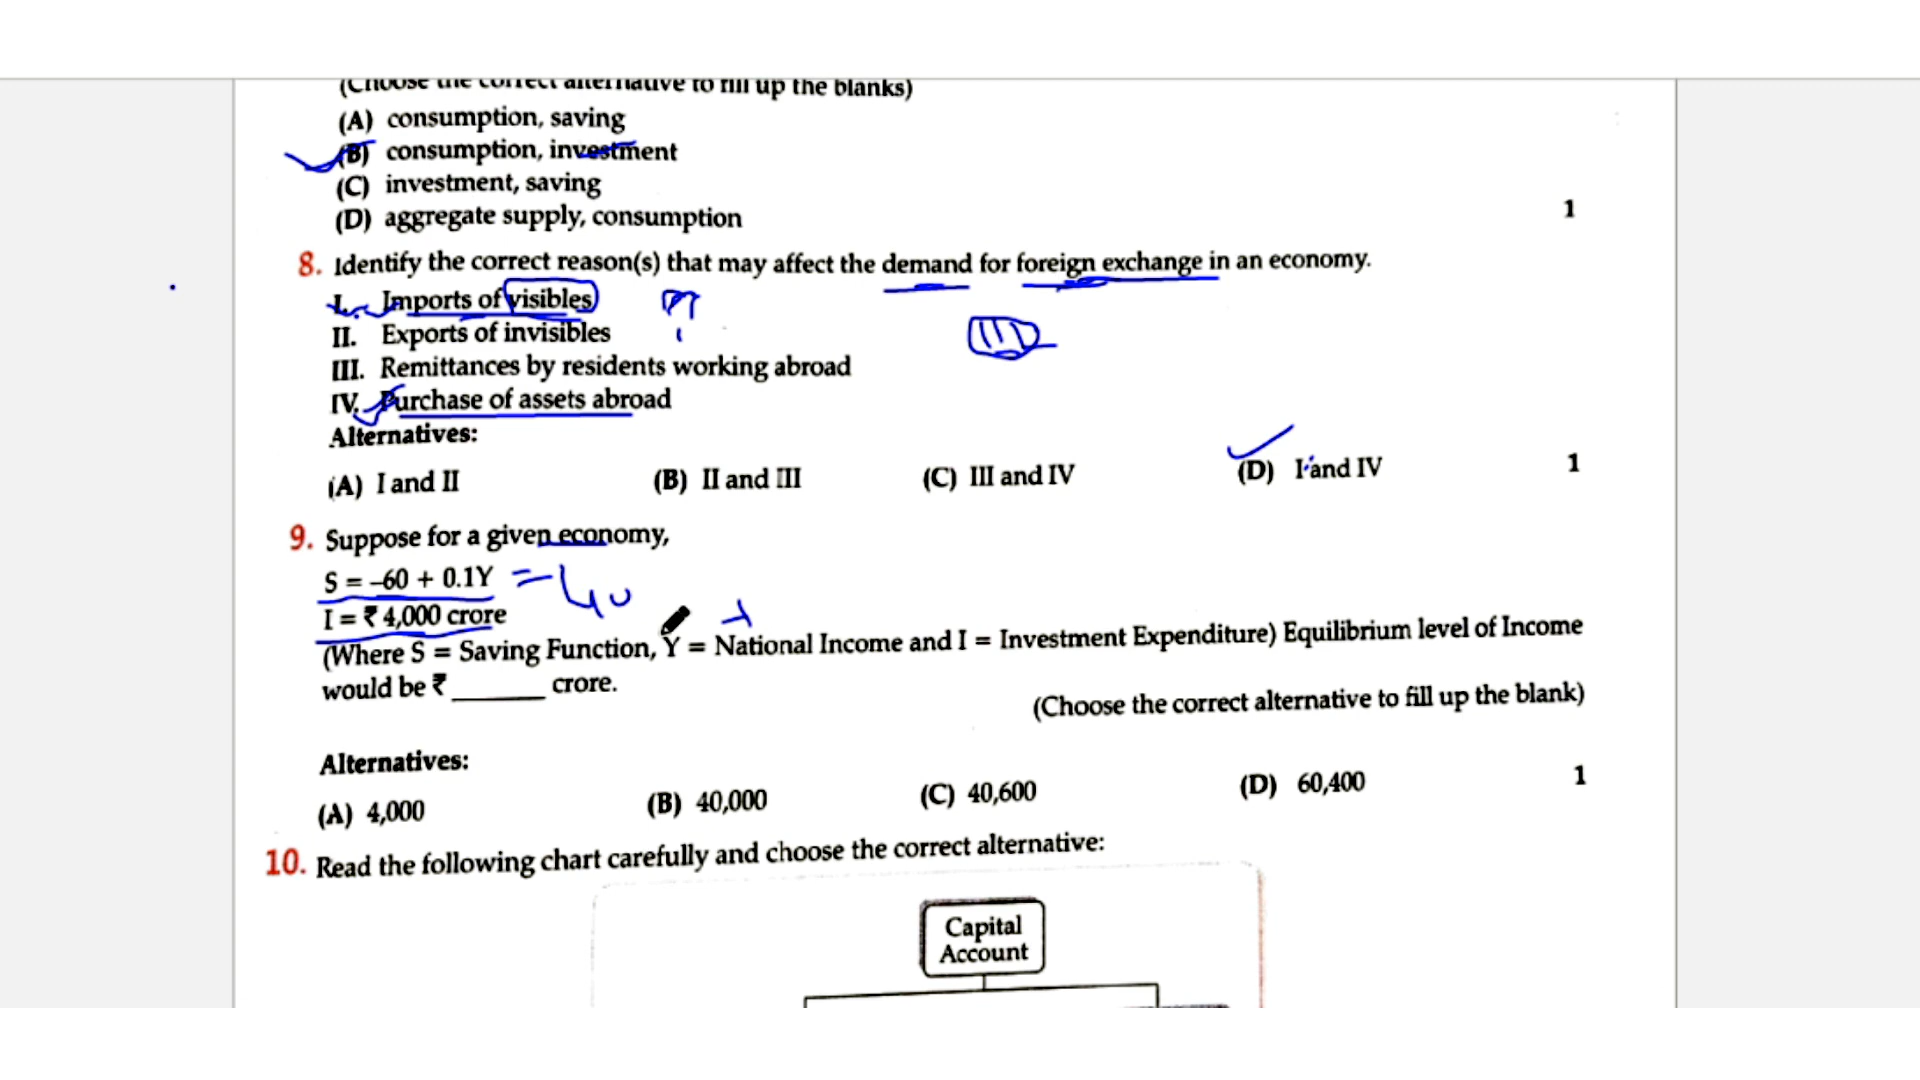 (Choose the correct alternative to fill up the blanks)
(A) consumption, saving
(B) consumption, investment
(C) investment, saving
(D) aggregate supply, consumption
1
8. Identify the correct reason(s) that may affect the demand for foreign exchange in an economy.
I. Imports of visibles
II. Exports of invisibles
III. Remittances by residents working abroad
IV. Purchase of assets abroad
Alternatives:
(A) I and II (B) II and III (C) III and IV (D) I and IV 1
9. Suppose for a given economy,
S = –60 + 0.1Y
I = ₹ 4,000 crore
(Where S = Saving Function, Y = National Income and I = Investment Expenditure) Equilibrium level of Income
would be ₹ ________ crore.
(Choose the correct alternative to fill up the blank)
Alternatives:
(A) 4,000 (B) 40,000 (C) 40,600 (D) 60,400 1
10. Read the following chart carefully and choose the correct alternative:
Capital
Account